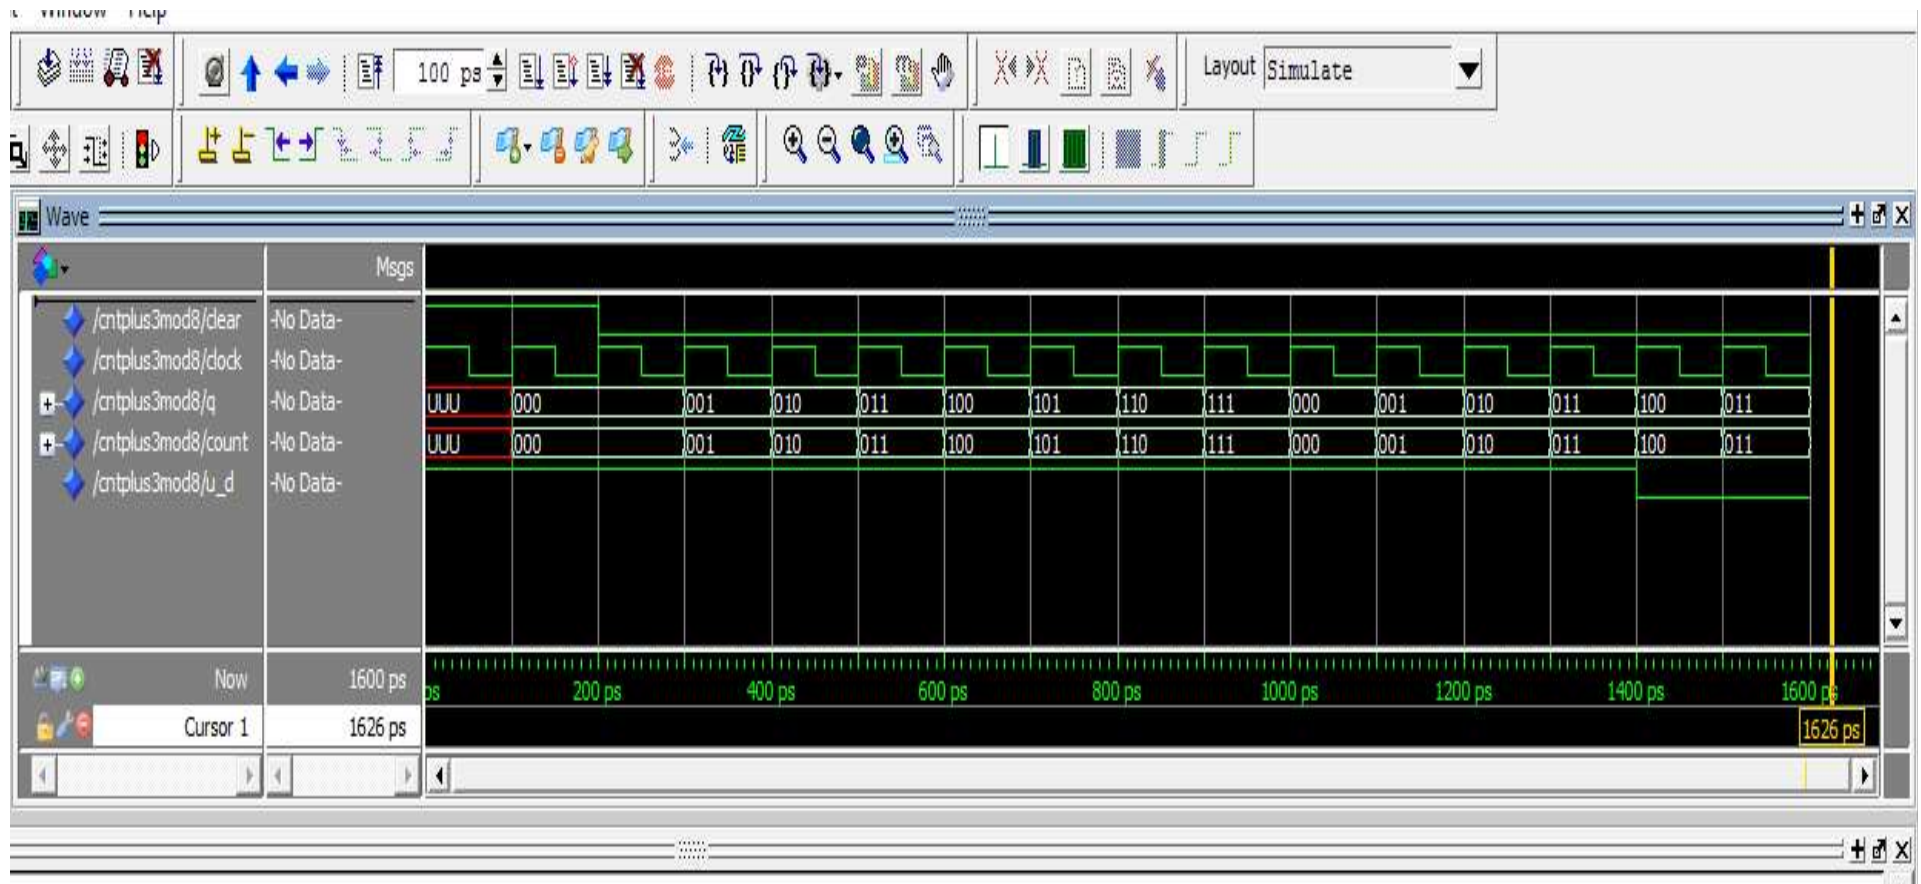 Window Help
100 ps
Layout Simulate
Wave
Msgs
/cntplus3mod8/clear -No Data-
/cntplus3mod8/clock -No Data-
/cntplus3mod8/q -No Data- UUU 000 001 010 011 100 101 110 111 000 001 010 011 100 011
/cntplus3mod8/count -No Data- UUU 000 001 010 011 100 101 110 111 000 001 010 011 100 011
/cntplus3mod8/u_d -No Data-
Now 1600 ps ps 200 ps 400 ps 600 ps 800 ps 1000 ps 1200 ps 1400 ps 1600 ps
Cursor 1 1626 ps 1626 ps